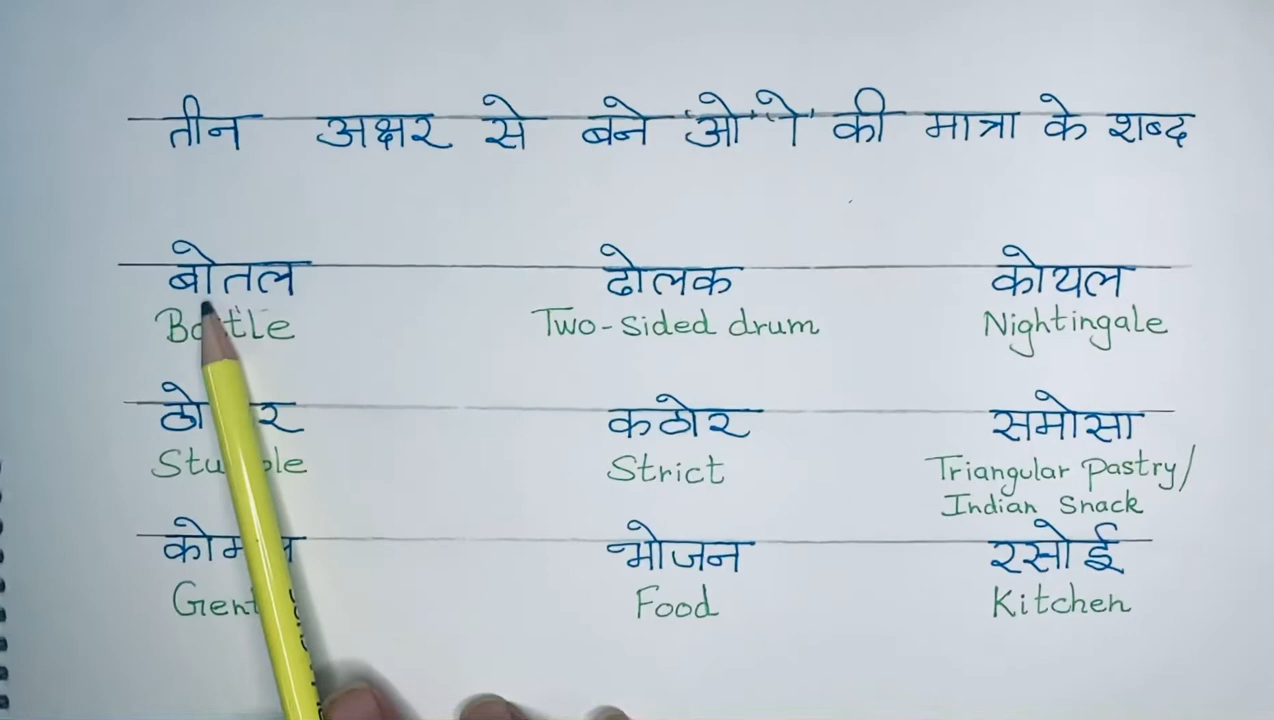 तीन अक्षर से बने 'ओ' 'ो' की मात्रा के शब्द
बोतल ढोलक कोयल
Bottle Two-sided drum Nightingale
कठोर समोसा
Strict Triangular pastry/
Indian Snack
भोजन रसोई
Food Kitchen